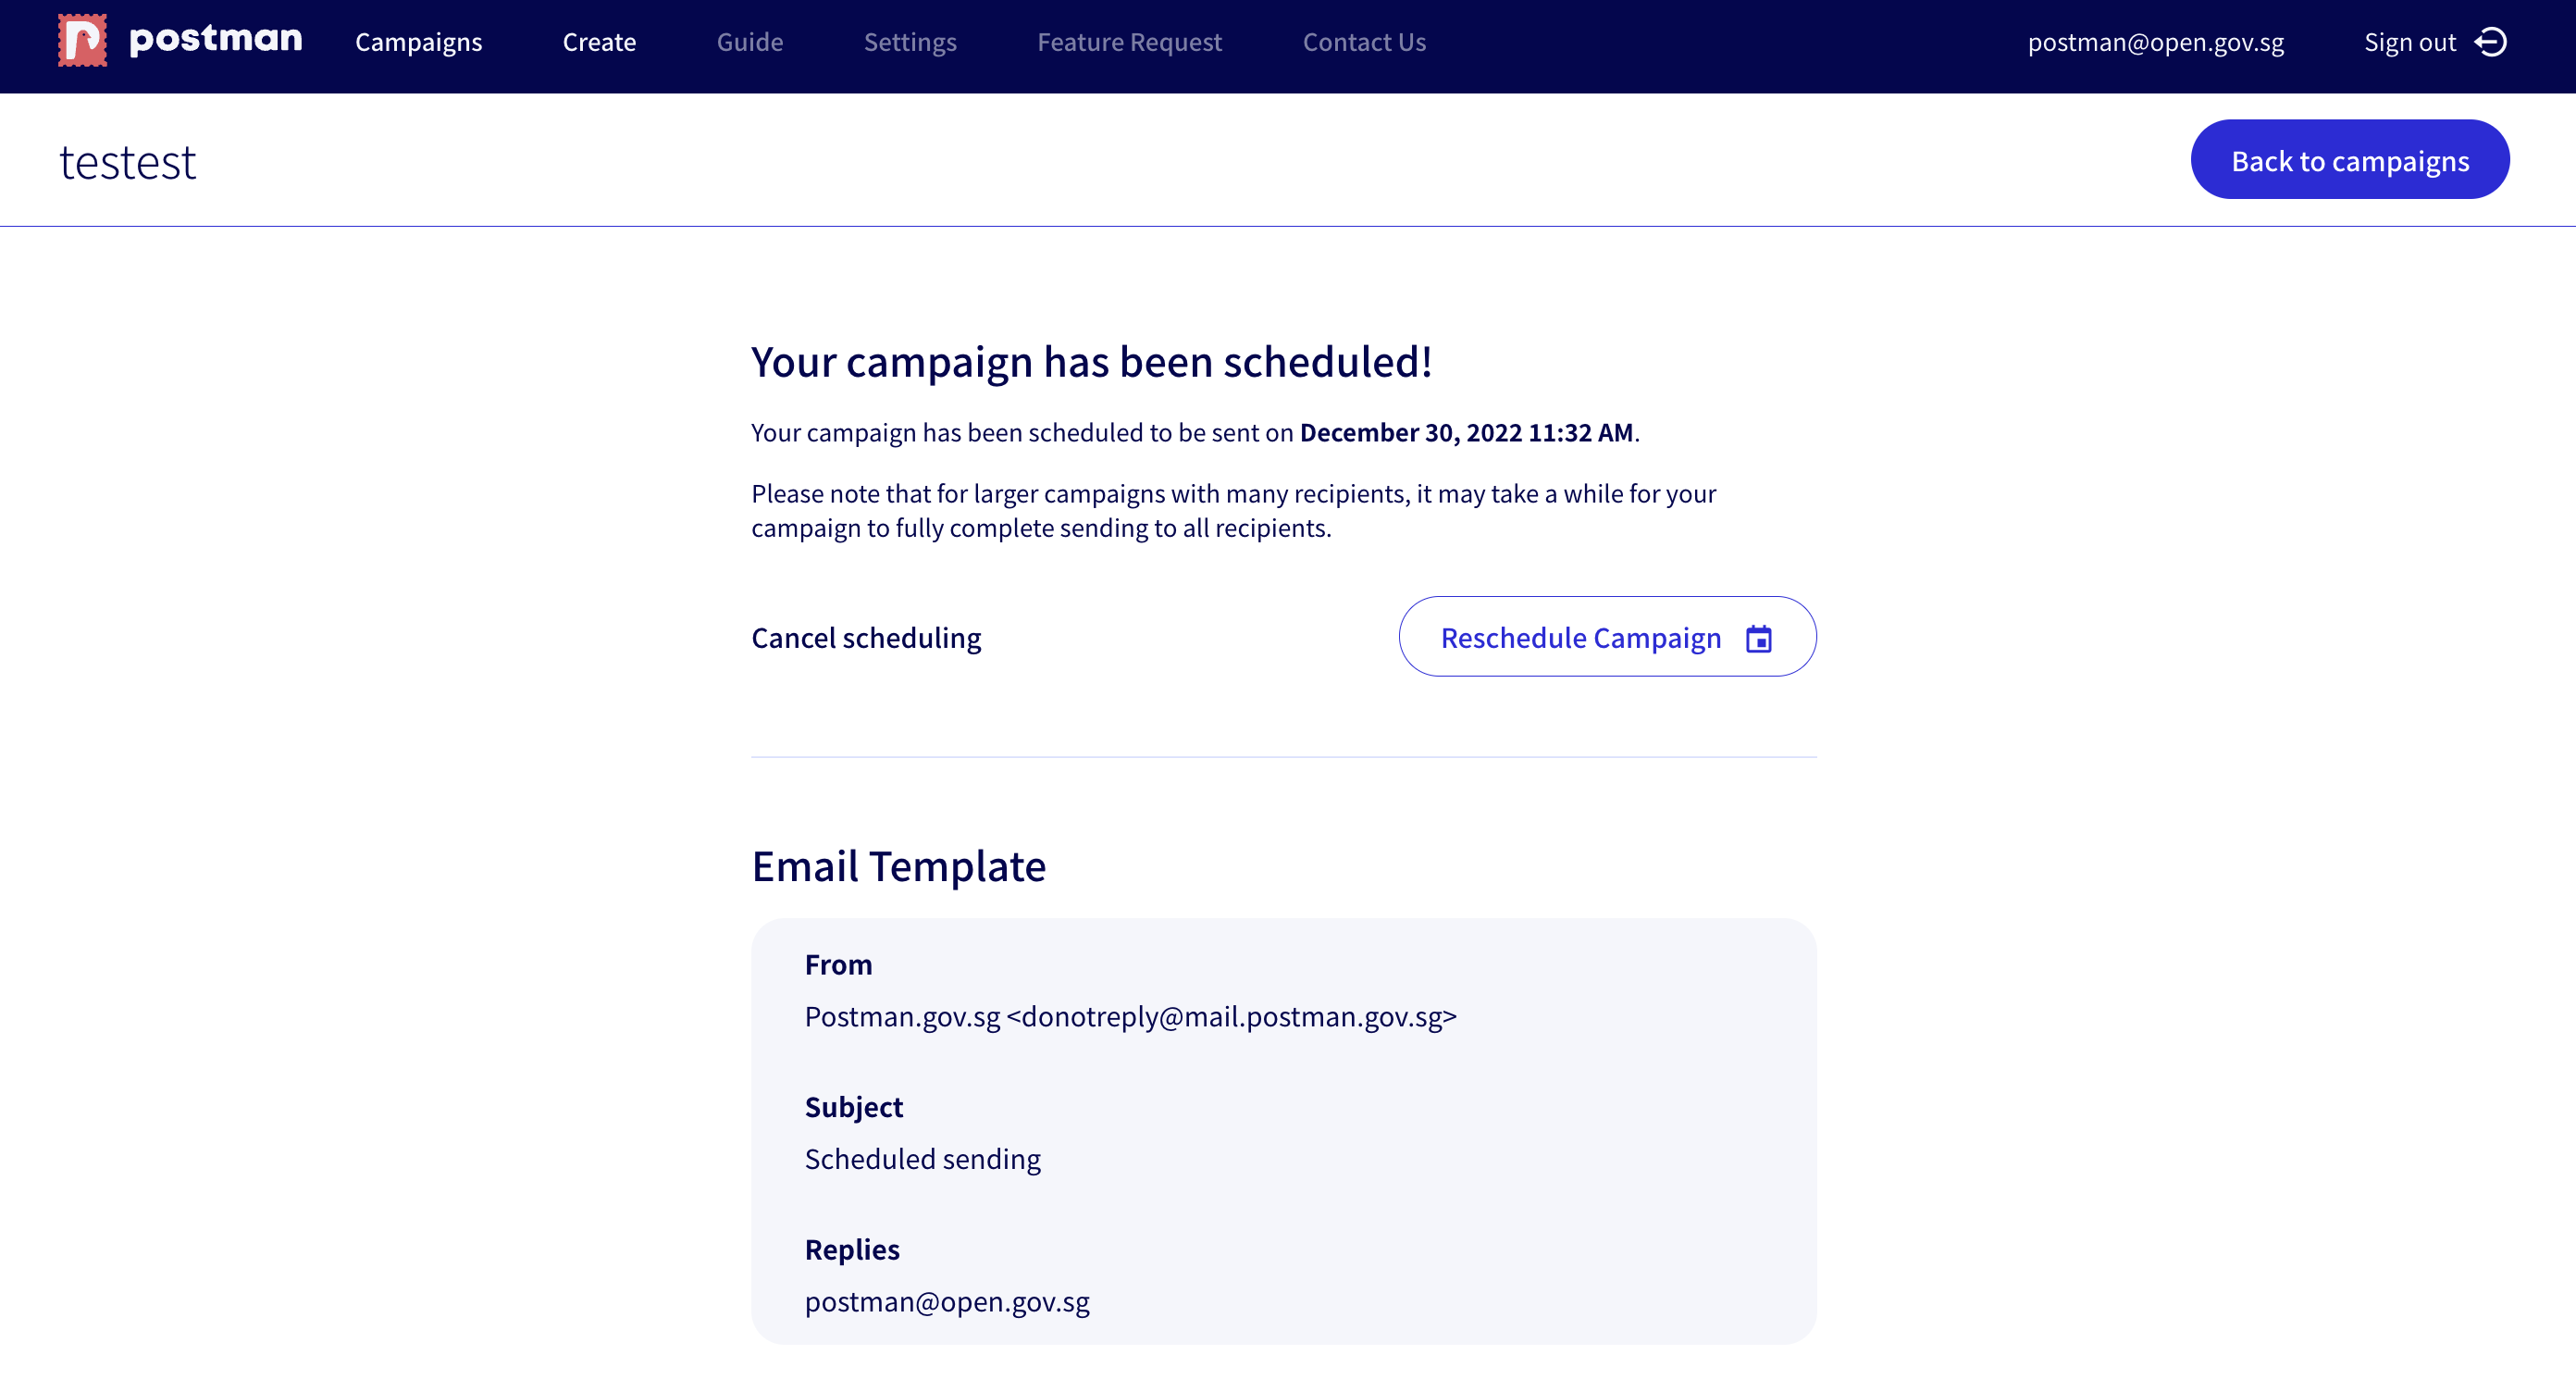 postman Campaigns Create Guide Settings Feature Request Contact Us postman@open.gov.sg Sign out
testest Back to campaigns
Your campaign has been scheduled!
Your campaign has been scheduled to be sent on December 30, 2022 11:32 AM.
Please note that for larger campaigns with many recipients, it may take a while for your
campaign to fully complete sending to all recipients.
Cancel scheduling Reschedule Campaign
Email Template
From
Postman.gov.sg <donotreply@mail.postman.gov.sg>
Subject
Scheduled sending
Replies
postman@open.gov.sg